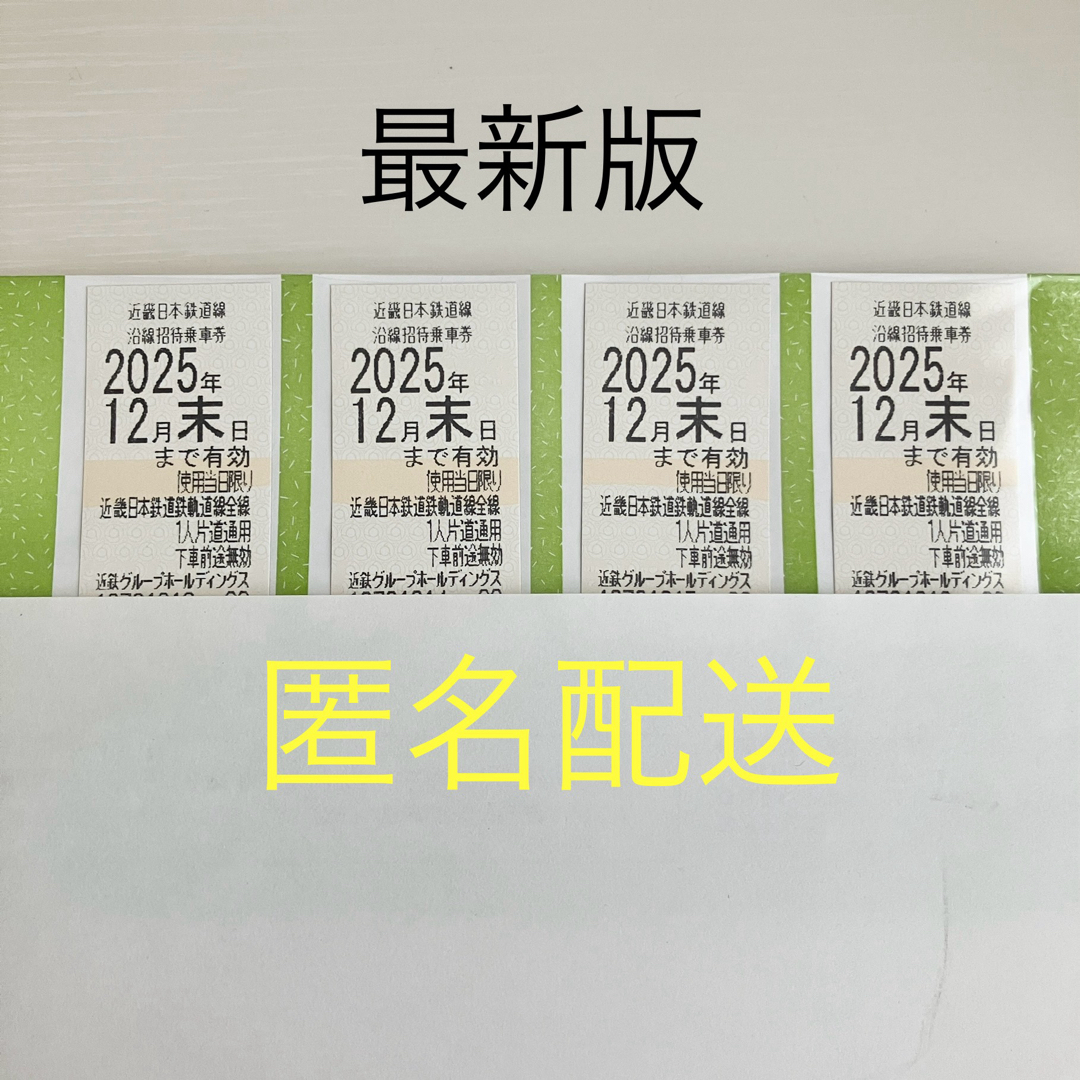 最新版
近畿日本鉄道線
沿線招待乗車券
2025年
12月末日
まで有効
使用当日限り
近畿日本鉄道鉄軌道線全線
1人片道通用
下車前途無効
近鉄グループホールディングス
近畿日本鉄道線
沿線招待乗車券
2025年
12月末日
まで有効
使用当日限り
近畿日本鉄道鉄軌道線全線
1人片道通用
下車前途無効
近鉄グループホールディングス
近畿日本鉄道線
沿線招待乗車券
2025年
12月末日
まで有効
使用当日限り
近畿日本鉄道鉄軌道線全線
1人片道通用
下車前途無効
近鉄グループホールディングス
近畿日本鉄道線
沿線招待乗車券
2025年
12月末日
まで有効
使用当日限り
近畿日本鉄道鉄軌道線全線
1人片道通用
下車前途無効
近鉄グループホールディングス
匿名配送